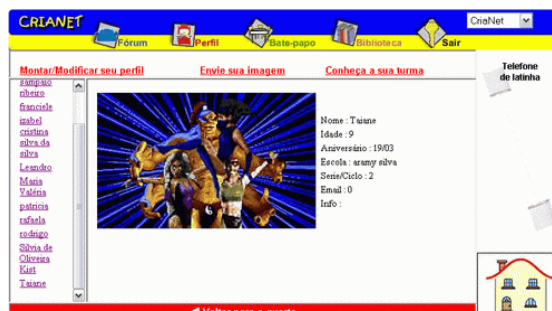 CRIANET
CriaNet
Fórum
Perfil
Bate-papo
Biblioteca
Sair
Montar/Modificar seu perfil
Envie sua imagem
Conheça a sua turma
Telefone
de latinha
sampaio
ribeiro
franciele
izabel
cristina
silva da
silva
Leandro
Maria
Valéria
patricia
rafaela
rodrigo
Silvia de
Oliveira
Kist
Taiane
Nome : Taiane
Idade : 9
Aniversário : 19/03
Escola : aramy silva
Serie/Ciclo : 2
Email : 0
Info :